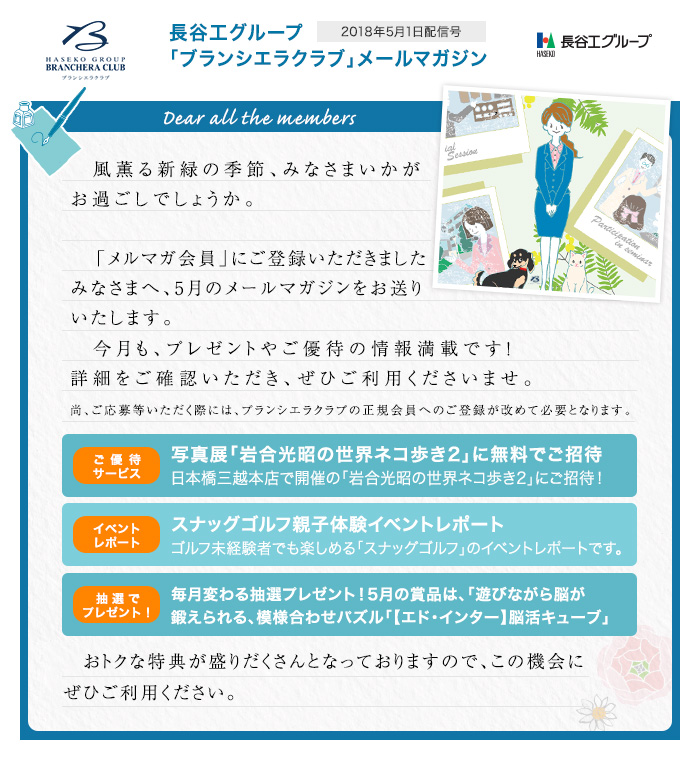 HASEKO GROUP
BRANCHERA CLUB
ブランシエラクラブ
長谷工グループ
2018年5月1日配信号
「ブランシエラクラブ」メールマガジン
HASEKO
長谷工グループ
Dear all the members
ial
Session
Participation
in seminar
風薫る新緑の季節、みなさまいかが
お過ごしでしょうか。
「メルマガ会員」にご登録いただきました
みなさまへ、5月のメールマガジンをお送り
いたします。
今月も、プレゼントやご優待の情報満載です!
詳細をご確認いただき、ぜひご利用くださいませ。
尚、ご応募等いただく際には、ブランシエラクラブの正規会員へのご登録が改めて必要となります。
ご優待
サービス
写真展「岩合光昭の世界ネコ歩き2」に無料でご招待
日本橋三越本店で開催の「岩合光昭の世界ネコ歩き2」にご招待!
イベント
レポート
スナッグゴルフ親子体験イベントレポート
ゴルフ未経験者でも楽しめる「スナッグゴルフ」のイベントレポートです。
抽選で
プレゼント!
毎月変わる抽選プレゼント!5月の賞品は、「遊びながら脳が
鍛えられる、模様合わせパズル「【エド・インター】脳活キューブ」
おトクな特典が盛りだくさんとなっておりますので、この機会に
ぜひご利用ください。